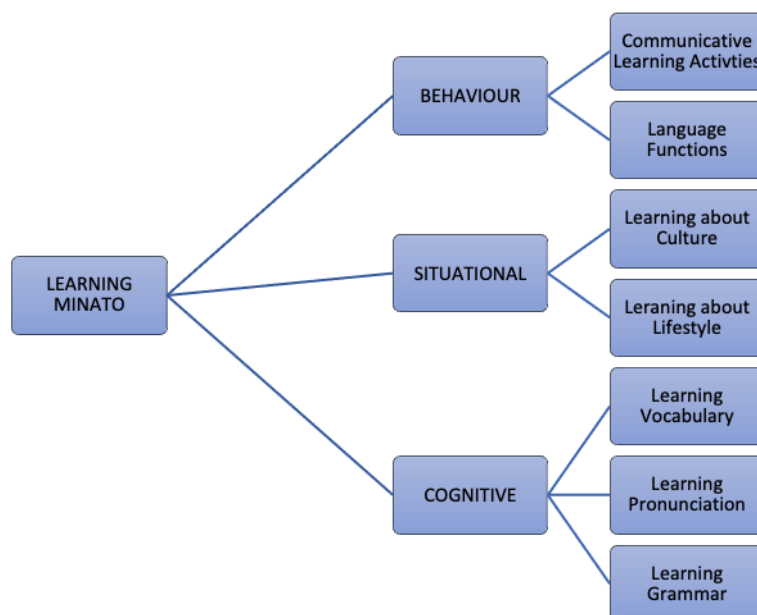 LEARNING
MINATO
BEHAVIOUR
Communicative
Learning Activties
Language
Functions
SITUATIONAL
Learning about
Culture
Leraning about
Lifestyle
COGNITIVE
Learning
Vocabulary
Learning
Pronunciation
Learning
Grammar